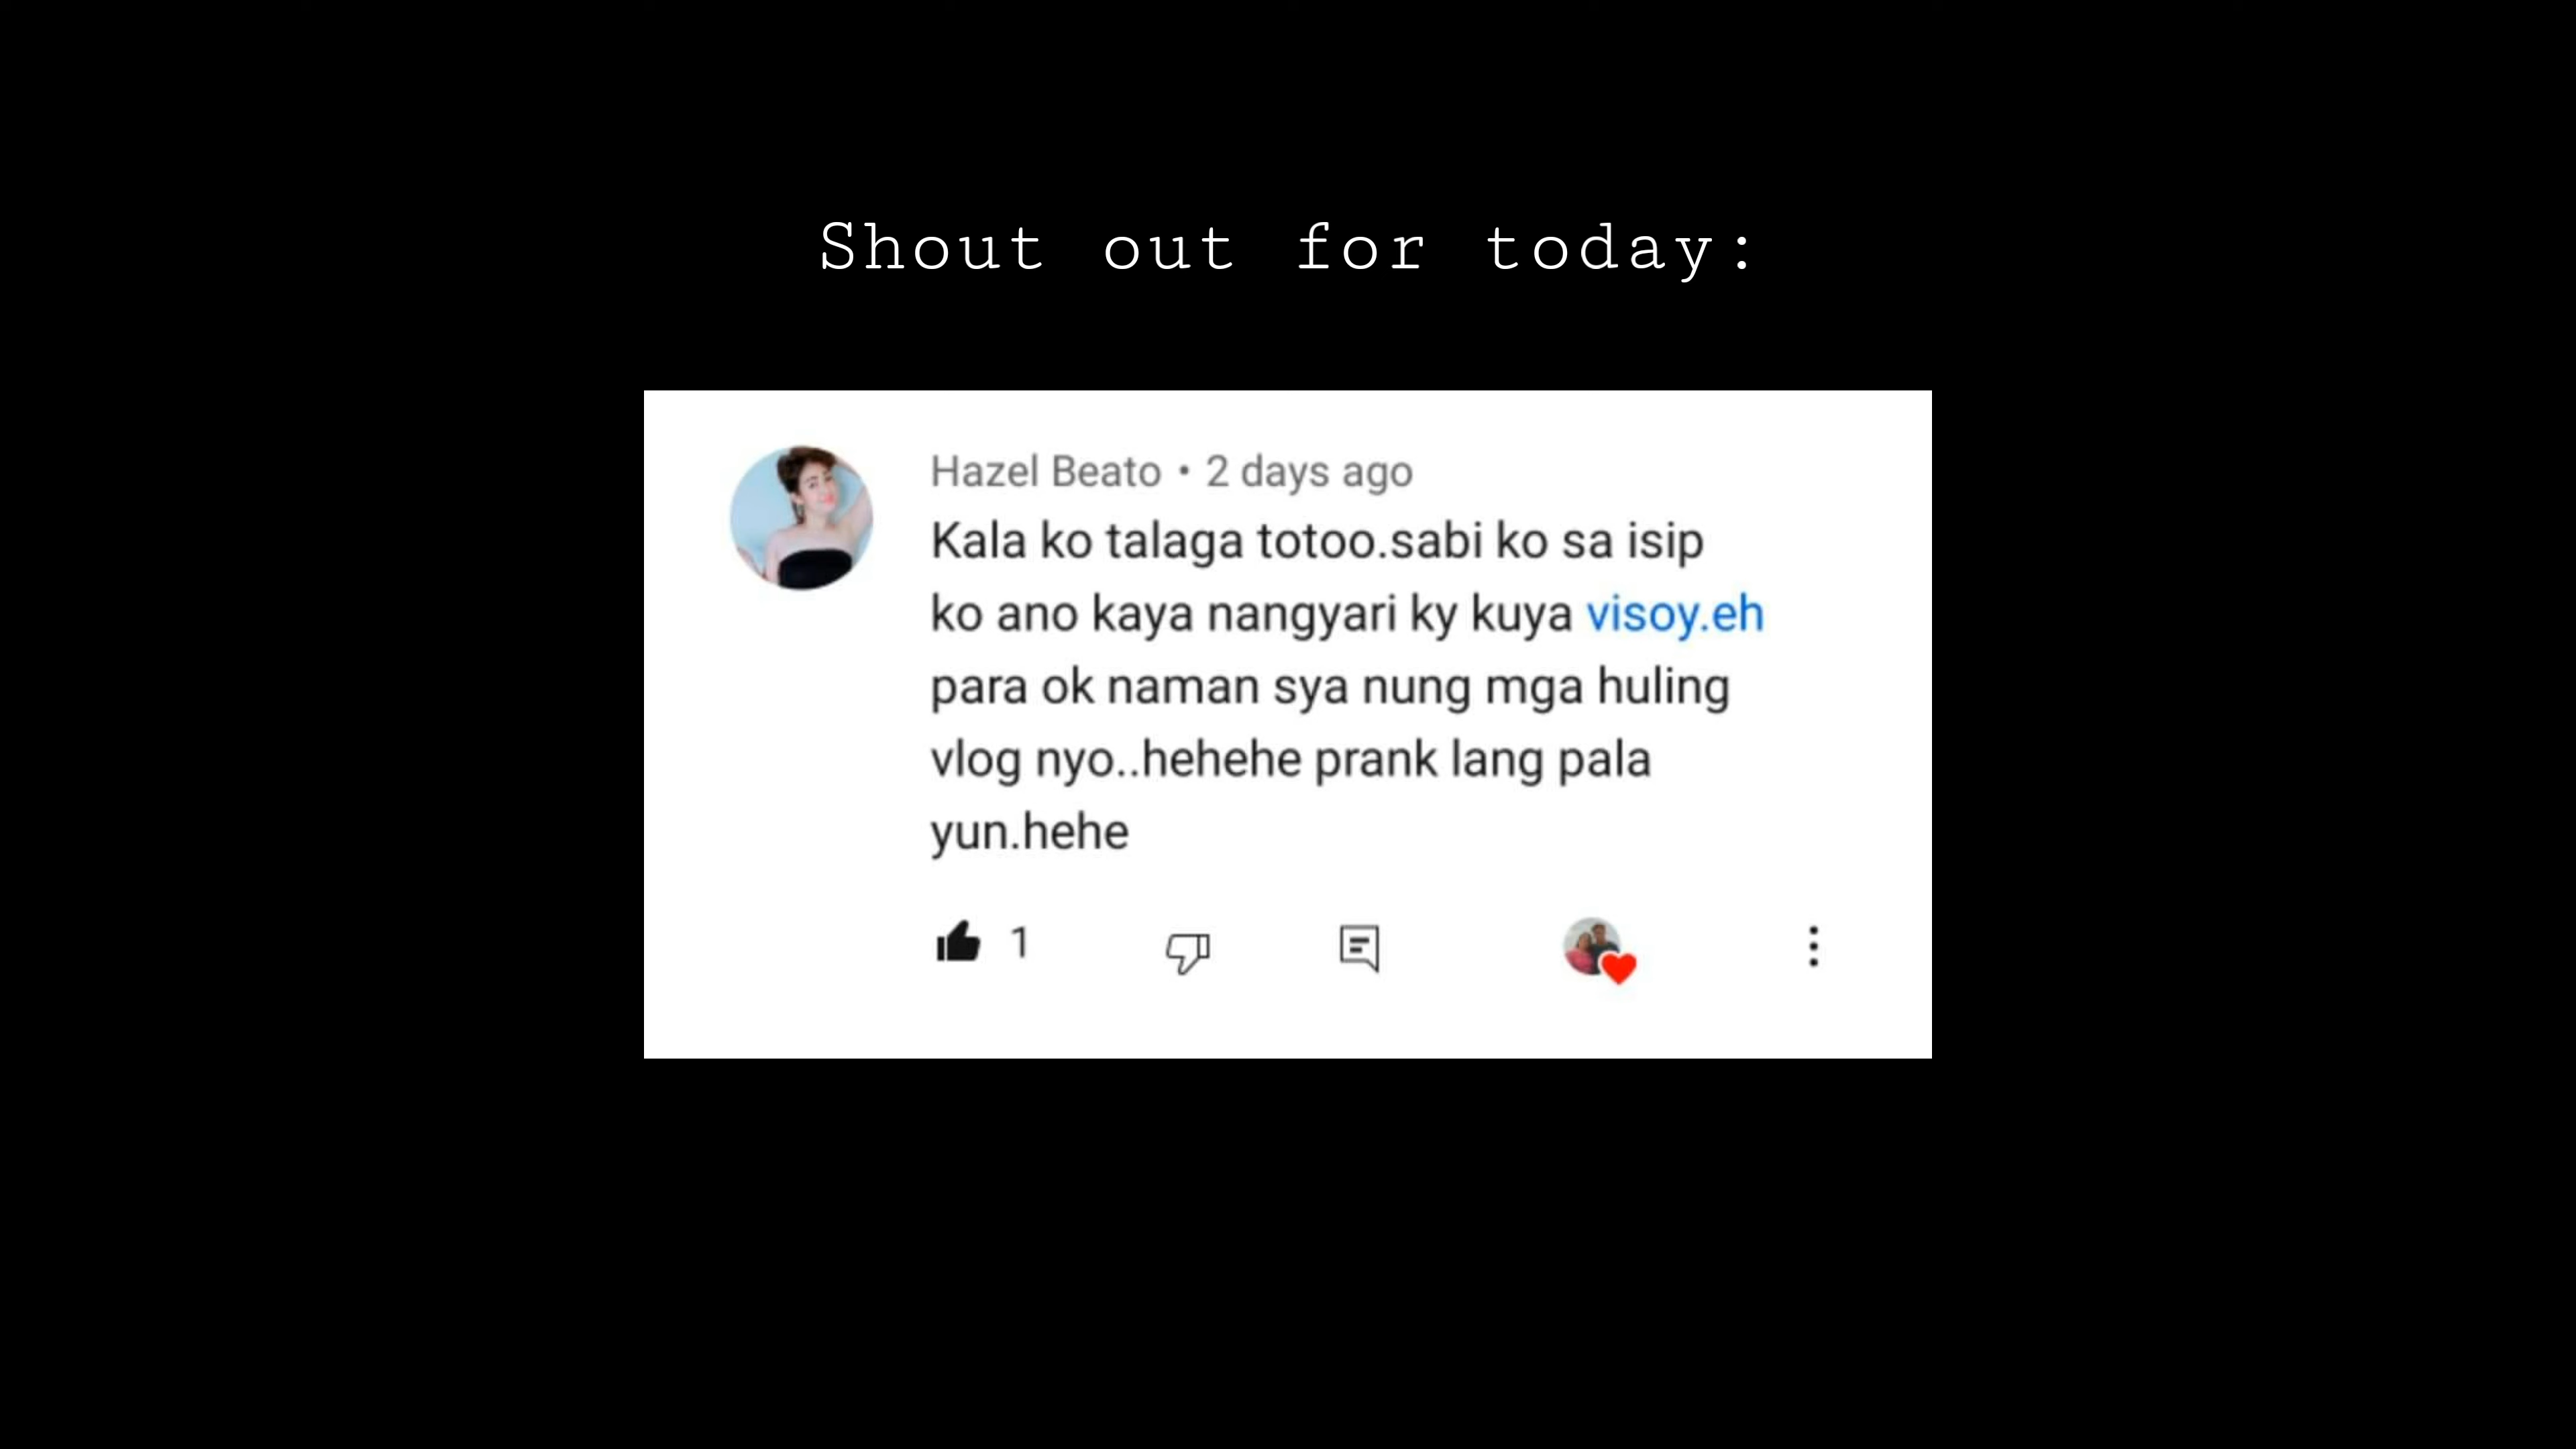 Shout out for today:
Hazel Beato • 2 days ago
Kala ko talaga totoo.sabi ko sa isip
ko ano kaya nangyari ky kuya visoy.eh
para ok naman sya nung mga huling
vlog nyo..hehehe prank lang pala
yun.hehe
1